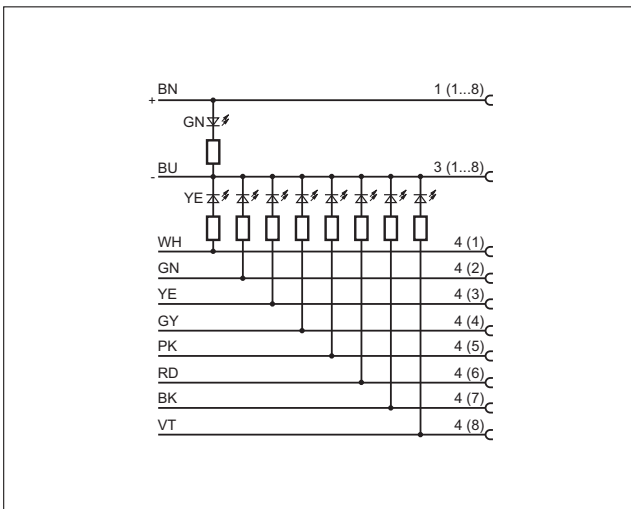 BN 1 (1...8)
+
GN
BU 3 (1...8)
-
YE
WH 4 (1)
GN 4 (2)
YE 4 (3)
GY 4 (4)
PK 4 (5)
RD 4 (6)
BK 4 (7)
VT 4 (8)